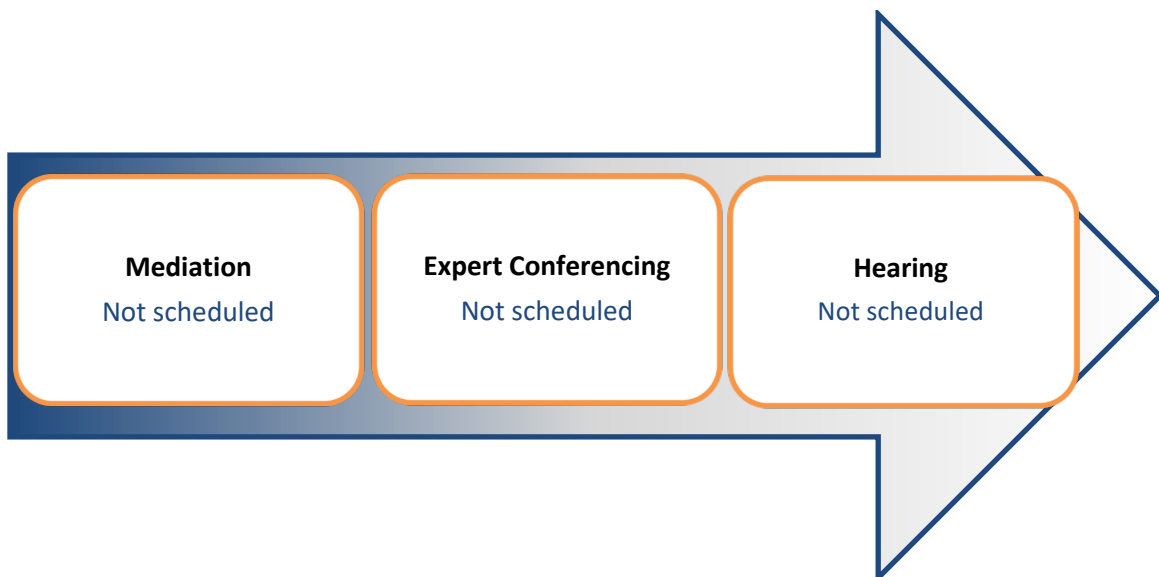 Mediation
Not scheduled
Expert Conferencing
Not scheduled
Hearing
Not scheduled